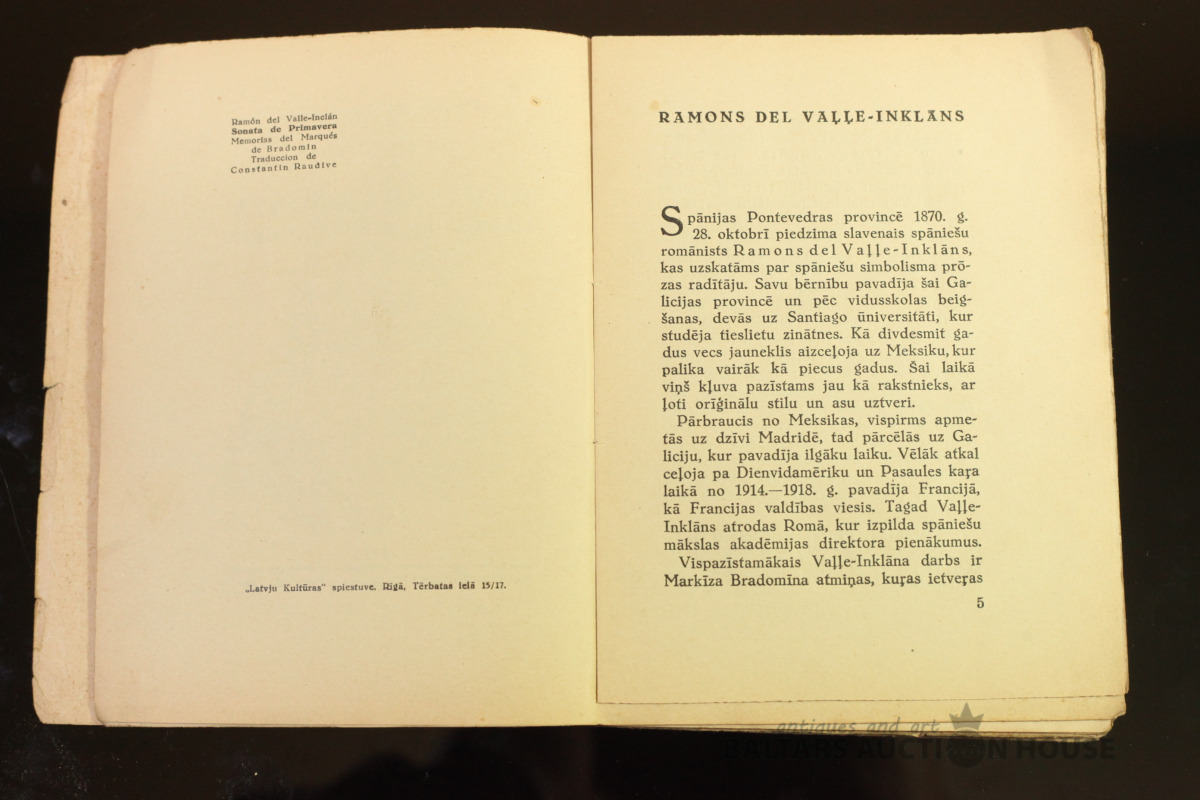 Ramón del Valle-Inclán
Sonata de Primavera
Memorias del Marqués
de Bradomin
Traduccion de
Constantin Raudive
„Latvju Kultūras" spiestuve. Rīgā, Tērbatas ielā 15/17.
RAMONS DEL VAĻĻE-INKLĀNS
Spānijas Pontevedras provincē 1870. g.
28. oktobrī piedzima slavenais spāniešu
romānists Ramons del Vaļļe-Inklāns,
kas uzskatāms par spāniešu simbolisma prō-
zas radītāju. Savu bērnību pavadīja šai Ga-
licijas provincē un pēc vidusskolas beig-
šanas, devās uz Santiago ūniversitāti, kur
studēja tieslietu zinātnes. Kā divdesmit ga-
dus vecs jauneklis aizceļoja uz Meksiku, kur
palika vairāk kā piecus gadus. Šai laikā
viņš kļuva pazīstams jau kā rakstnieks, ar
ļoti orīģinālu stilu un asu uztveri.
Pārbraucis no Meksikas, vispirms apme-
tās uz dzīvi Madridē, tad pārcēlās uz Ga-
liciju, kur pavadīja ilgāku laiku. Vēlāk atkal
ceļoja pa Dienvidamēriku un Pasaules kaŗa
laikā no 1914.—1918. g. pavadīja Francijā,
kā Francijas valdības viesis. Tagad Vaļļe-
Inklāns atrodas Romā, kur izpilda spāniešu
mākslas akadēmijas direktora pienākumus.
Vispazīstamākais Vaļļe-Inklāna darbs ir
Markīza Bradomīna atmiņas, kuŗas ietveŗas
5
antiques and art
BALTARS AUCTION HOUSE